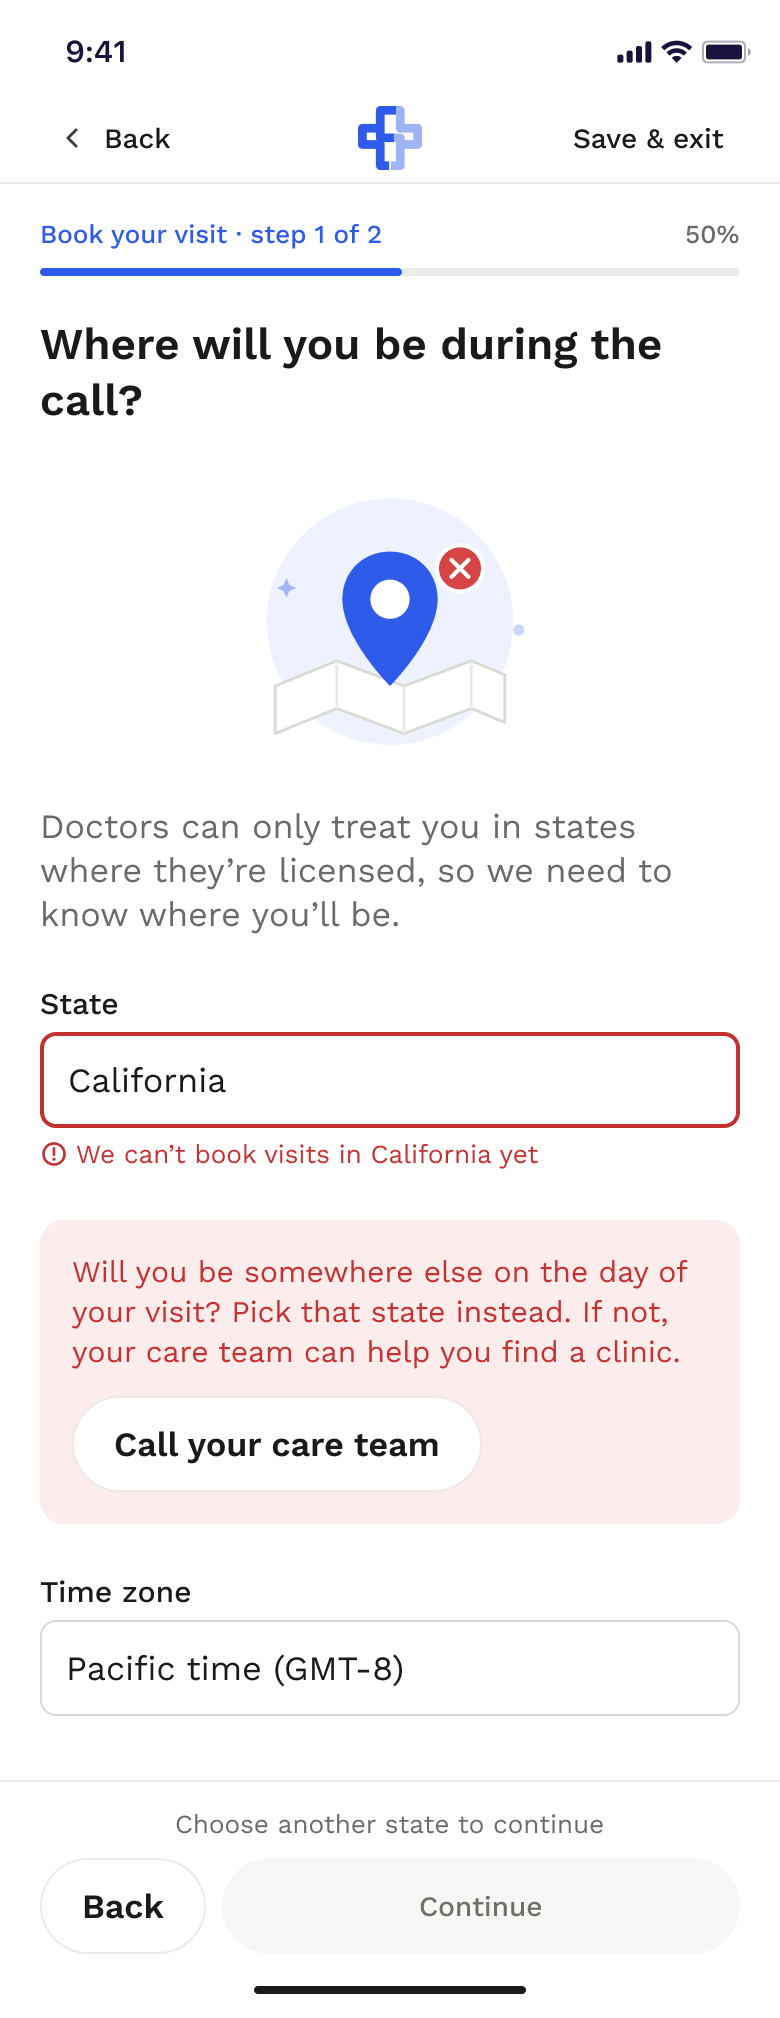 9:41
Back
Save & exit
Book your visit · step 1 of 2
50%
Where will you be during the
call?
Doctors can only treat you in states
where they’re licensed, so we need to
know where you’ll be.
State
California
We can’t book visits in California yet
Will you be somewhere else on the day of
your visit? Pick that state instead. If not,
your care team can help you find a clinic.
Call your care team
Time zone
Pacific time (GMT-8)
Choose another state to continue
Back
Continue